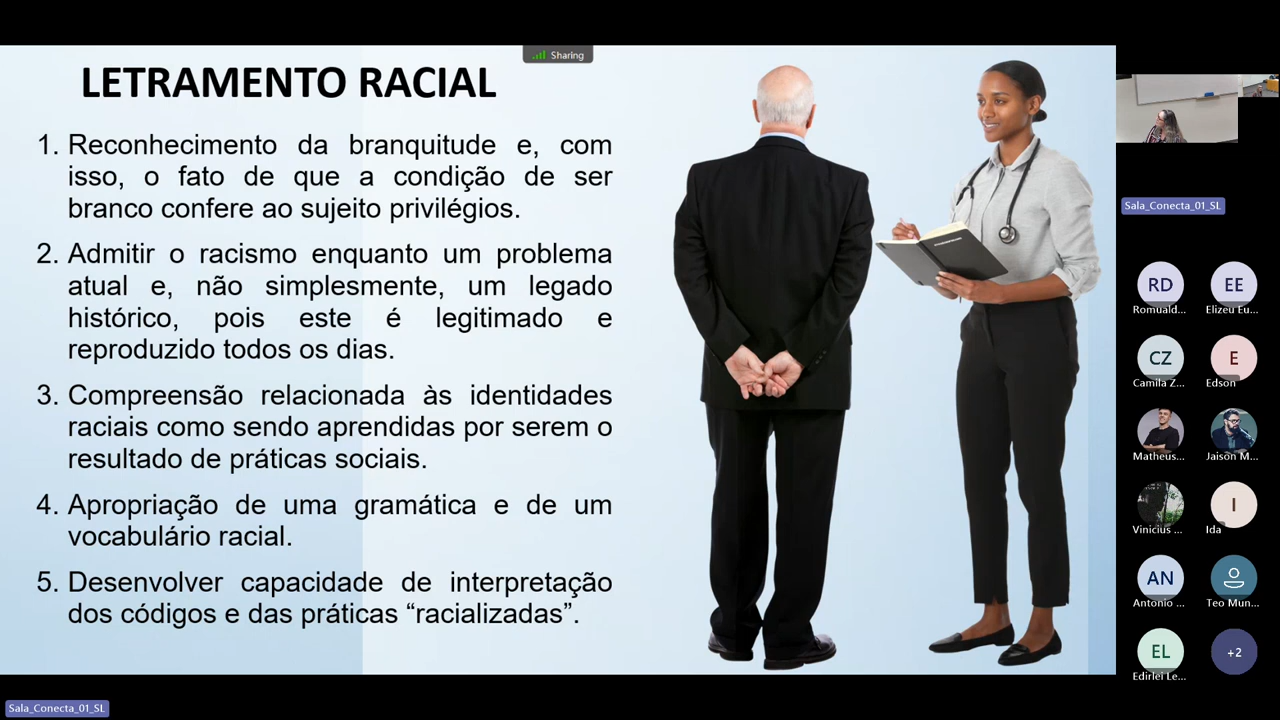 Sharing
LETRAMENTO RACIAL
1. Reconhecimento da branquitude e, com
isso, o fato de que a condição de ser
branco confere ao sujeito privilégios.
2. Admitir o racismo enquanto um problema
atual e, não simplesmente, um legado
histórico, pois este é legitimado e
reproduzido todos os dias.
3. Compreensão relacionada às identidades
raciais como sendo aprendidas por serem o
resultado de práticas sociais.
4. Apropriação de uma gramática e de um
vocabulário racial.
5. Desenvolver capacidade de interpretação
dos códigos e das práticas “racializadas”.
Sala_Conecta_01_SL
RD
EE
Romuald...
Elizeu Eu...
CZ
E
Camila Z...
Edson
Matheus...
Jaison M...
Vinicius ...
I
Ida
AN
Antonio ...
Teo Mun...
EL
+2
Edirlei Le...
Sala_Conecta_01_SL